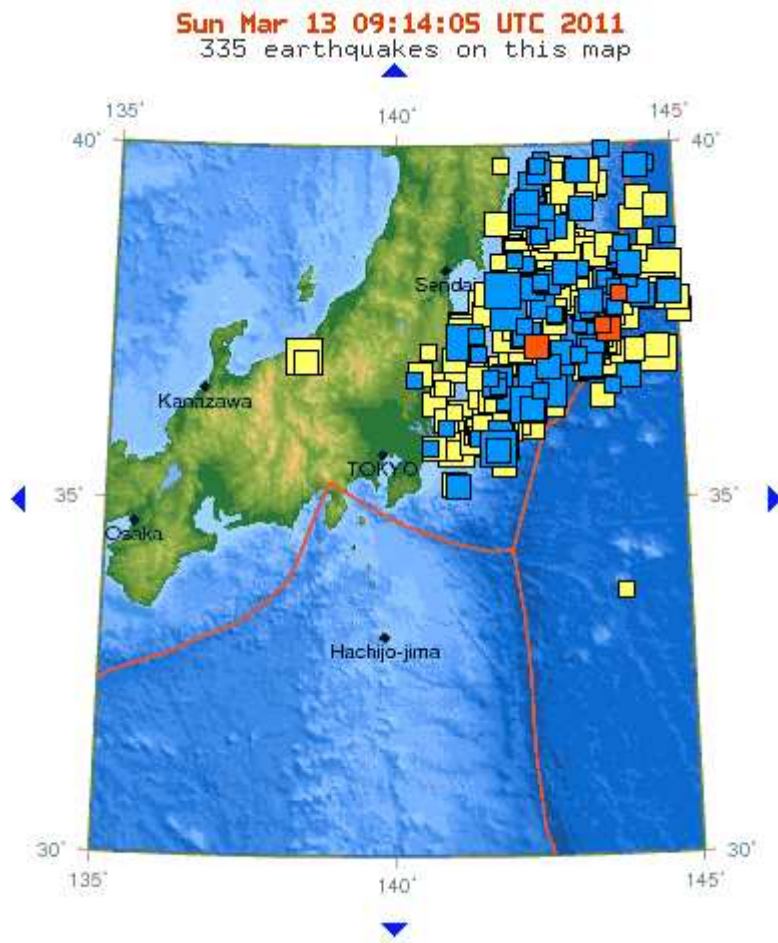 Sun Mar 13 09:14:05 UTC 2011
335 earthquakes on this map
135°
140°
145°
40°
40°
Sendai
Kanazawa
TOKYO
35°
35°
Osaka
Hachijo-jima
30°
30°
135°
140°
145°